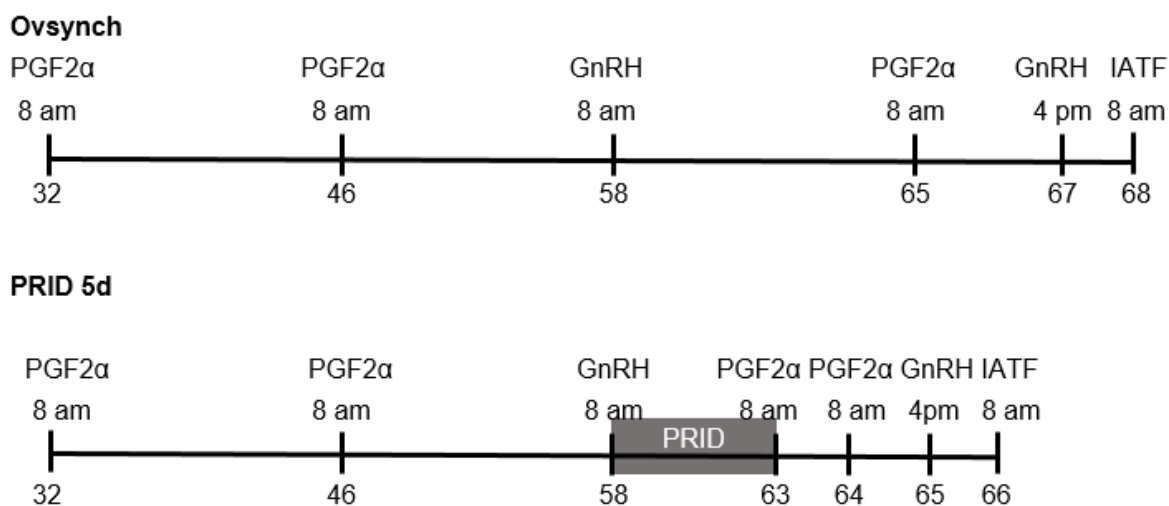 Ovsynch
PGF2α PGF2α GnRH PGF2α GnRH IATF
8 am 8 am 8 am 8 am 4 pm 8 am
32 46 58 65 67 68
PRID 5d
PGF2α PGF2α GnRH PGF2α PGF2α GnRH IATF
8 am 8 am 8 am 8 am 8 am 4pm 8 am
PRID
32 46 58 63 64 65 66